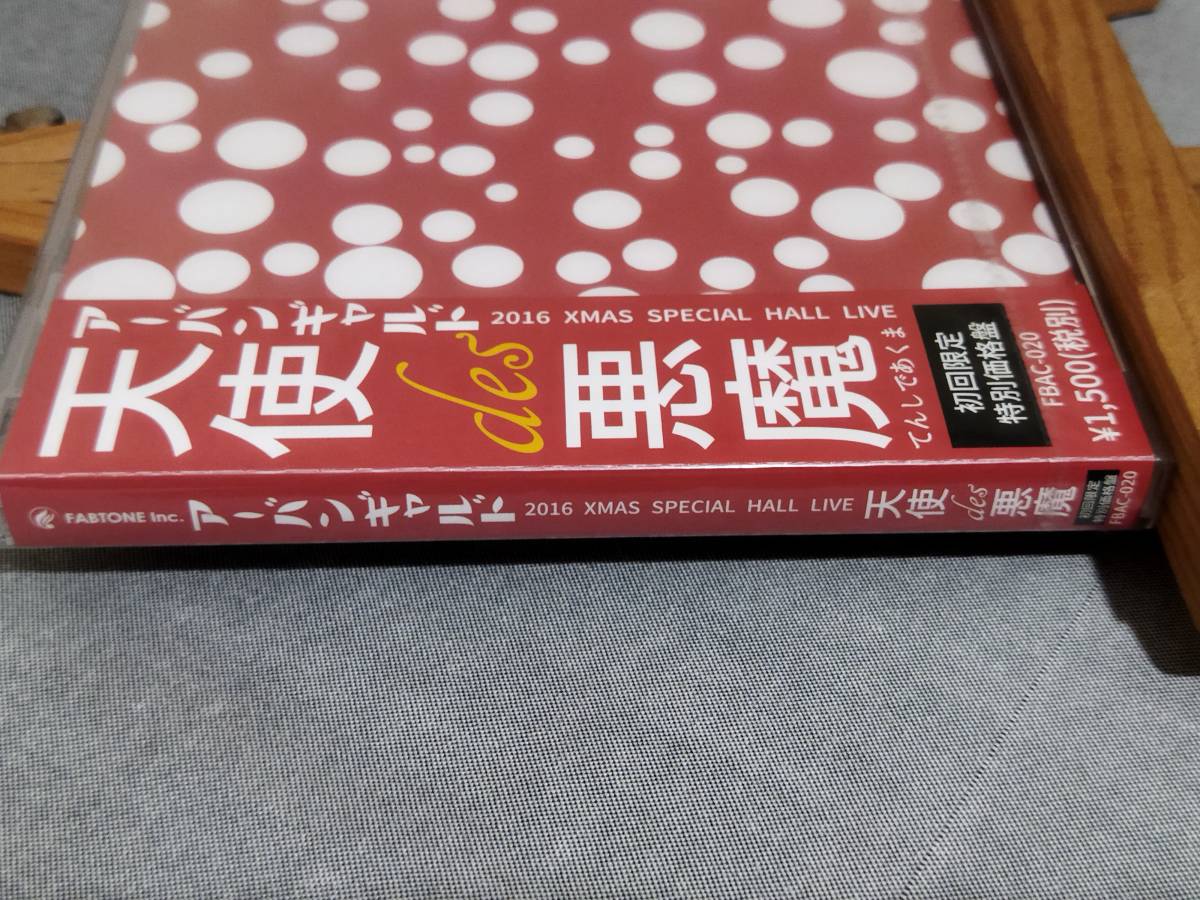 アーバンギャルド
2016 XMAS SPECIAL HALL LIVE
天使des悪魔
てんしであくま
初回限定
特別価格盤
FBAC-020
¥1,500(税別)
FABTONE Inc. アーバンギャルド 2016 XMAS SPECIAL HALL LIVE 天使des悪魔
初回限定
特別価格盤
FBAC-020